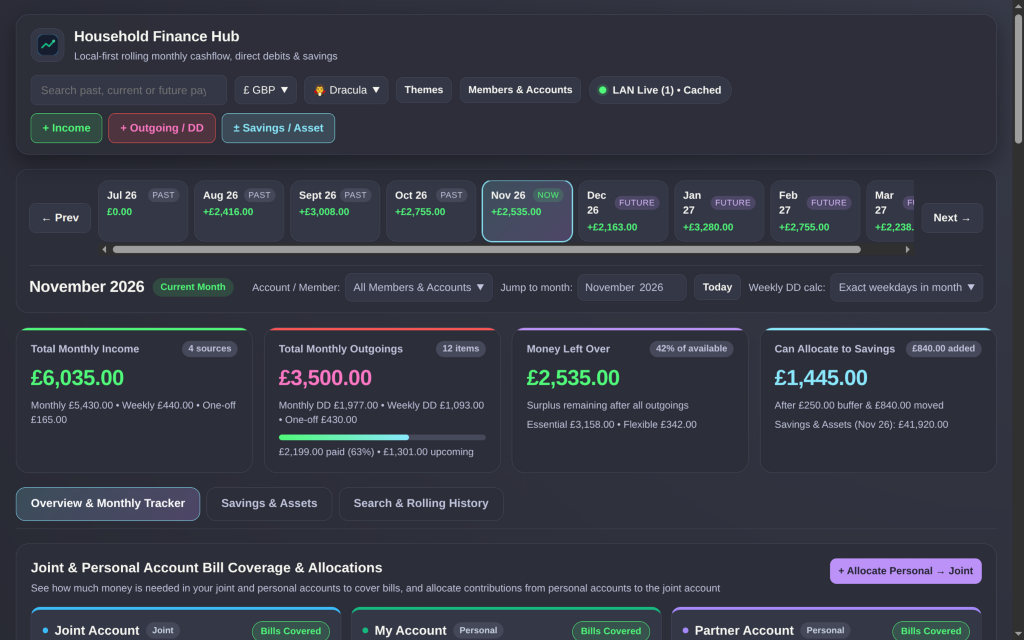 Household Finance Hub
Local-first rolling monthly cashflow, direct debits & savings
Search past, current or future pay
£ GBP ▼
Dracula ▼
Themes
Members & Accounts
LAN Live (1) • Cached
+ Income
+ Outgoing / DD
± Savings / Asset
← Prev
Jul 26 PAST
+£0.00
Aug 26 PAST
+£2,416.00
Sept 26 PAST
+£3,008.00
Oct 26 PAST
+£2,755.00
Nov 26 NOW
+£2,535.00
Dec 26 FUTURE
+£2,163.00
Jan 27 FUTURE
+£3,280.00
Feb 27 FUTURE
+£2,755.00
Mar 27
+£2,238.
Next →
November 2026
Current Month
Account / Member:
All Members & Accounts ▼
Jump to month:
November 2026
Today
Weekly DD calc:
Exact weekdays in month ▼
Total Monthly Income
4 sources
£6,035.00
Monthly £5,430.00 • Weekly £440.00 • One-off
£165.00
Total Monthly Outgoings
12 items
£3,500.00
Monthly DD £1,977.00 • Weekly DD £1,093.00
• One-off £430.00
£2,199.00 paid (63%) • £1,301.00 upcoming
Money Left Over
42% of available
£2,535.00
Surplus remaining after all outgoings
Essential £3,158.00 • Flexible £342.00
Can Allocate to Savings
£840.00 added
£1,445.00
After £250.00 buffer & £840.00 moved
Savings & Assets (Nov 26): £41,920.00
Overview & Monthly Tracker
Savings & Assets
Search & Rolling History
Joint & Personal Account Bill Coverage & Allocations
See how much money is needed in your joint and personal accounts to cover bills, and allocate contributions from personal accounts to the joint account
+ Allocate Personal → Joint
Joint Account
Joint
Bills Covered
My Account
Personal
Bills Covered
Partner Account
Personal
Bills Covered